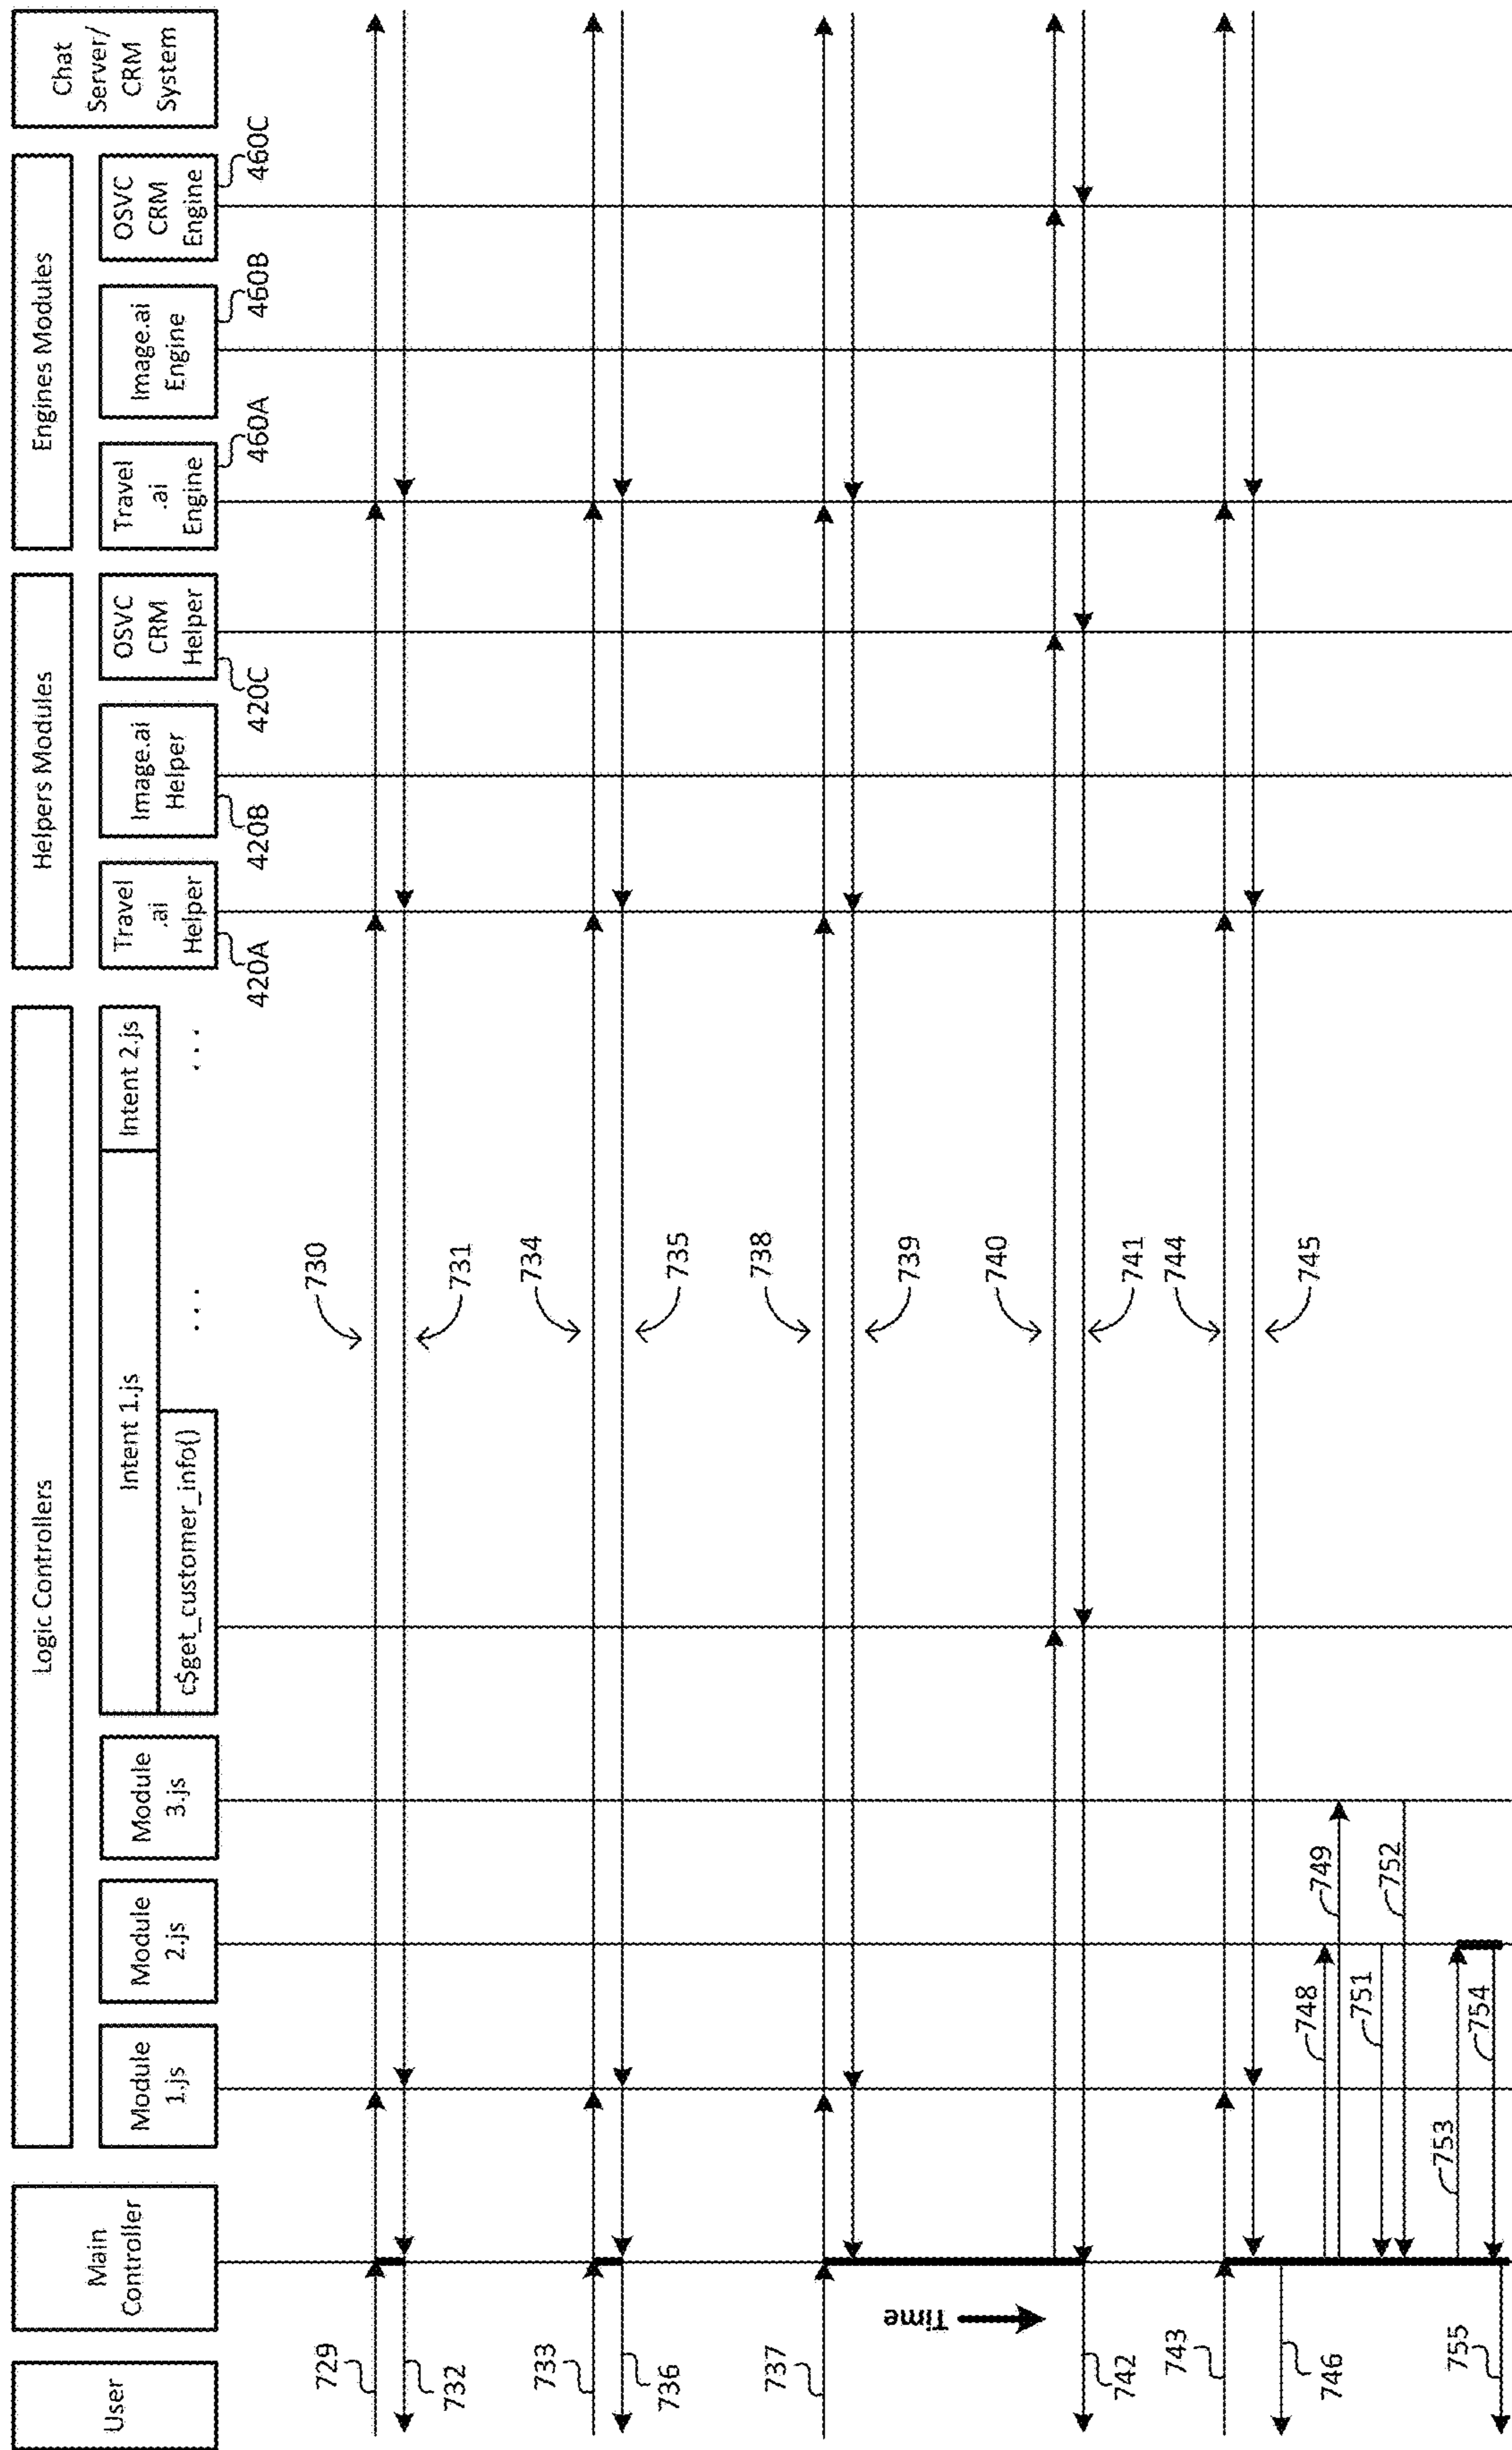 User
Main
Controller
Logic Controllers
Module
1.js
Module
2.js
Module
3.js
Intent 1.js
c$get_customer_info()
...
Intent 2.js
...
Helpers Modules
Travel
.ai
Helper
420A
Image.ai
Helper
420B
OSVC
CRM
Helper
420C
Engines Modules
Travel
.ai
Engine
460A
Image.ai
Engine
460B
OSVC
CRM
Engine
460C
Chat
Server/
CRM
System
729
730
731
732
733
734
735
736
737
738
739
Time
740
741
742
743
744
745
746
748
749
751
752
753
754
755